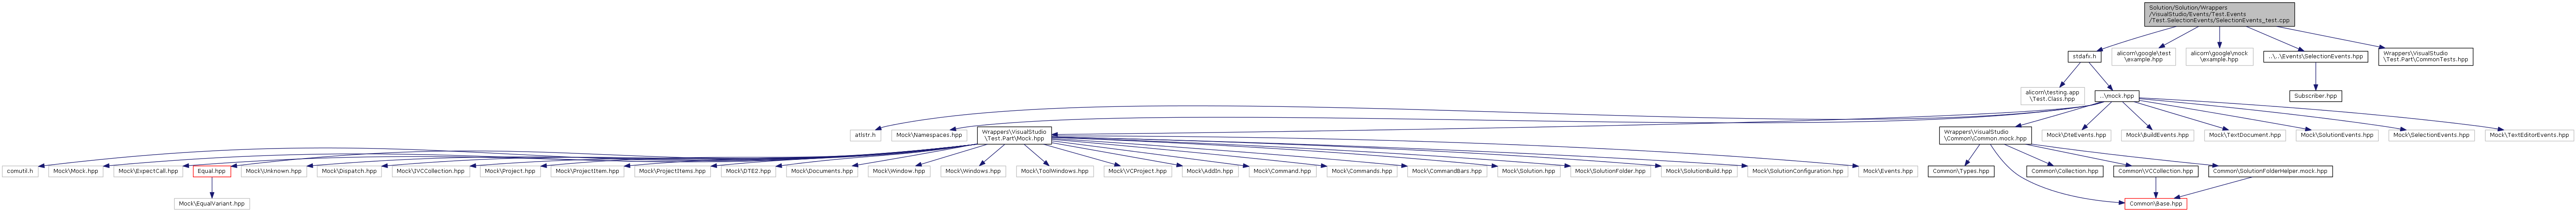 Solution/Solution/Wrappers
/VisualStudio/Events/Test.Events
/Test.SelectionEvents/SelectionEvents_test.cpp
stdafx.h
alicorn\google\test
\example.hpp
alicorn\google\mock
\example.hpp
..\..\Events\SelectionEvents.hpp
Wrappers\VisualStudio
\Test.Part\CommonTests.hpp
alicorn\testing.app
\Test.Class.hpp
..\mock.hpp
Subscriber.hpp
atlstr.h
Mock\Namespaces.hpp
Wrappers\VisualStudio
\Test.Part\Mock.hpp
Wrappers\VisualStudio
\Common\Common.mock.hpp
Mock\DteEvents.hpp
Mock\BuildEvents.hpp
Mock\TextDocument.hpp
Mock\SolutionEvents.hpp
Mock\SelectionEvents.hpp
Mock\TextEditorEvents.hpp
comutil.h
Mock\Mock.hpp
Mock\ExpectCall.hpp
Equal.hpp
Mock\Unknown.hpp
Mock\Dispatch.hpp
Mock\IVCCollection.hpp
Mock\Project.hpp
Mock\ProjectItem.hpp
Mock\ProjectItems.hpp
Mock\DTE2.hpp
Mock\Documents.hpp
Mock\Window.hpp
Mock\Windows.hpp
Mock\ToolWindows.hpp
Mock\VCProject.hpp
Mock\AddIn.hpp
Mock\Command.hpp
Mock\Commands.hpp
Mock\CommandBars.hpp
Mock\Solution.hpp
Mock\SolutionFolder.hpp
Mock\SolutionBuild.hpp
Mock\SolutionConfiguration.hpp
Mock\Events.hpp
Common\Types.hpp
Common\Collection.hpp
Common\VCCollection.hpp
Common\SolutionFolderHelper.mock.hpp
Mock\EqualVariant.hpp
Common\Base.hpp